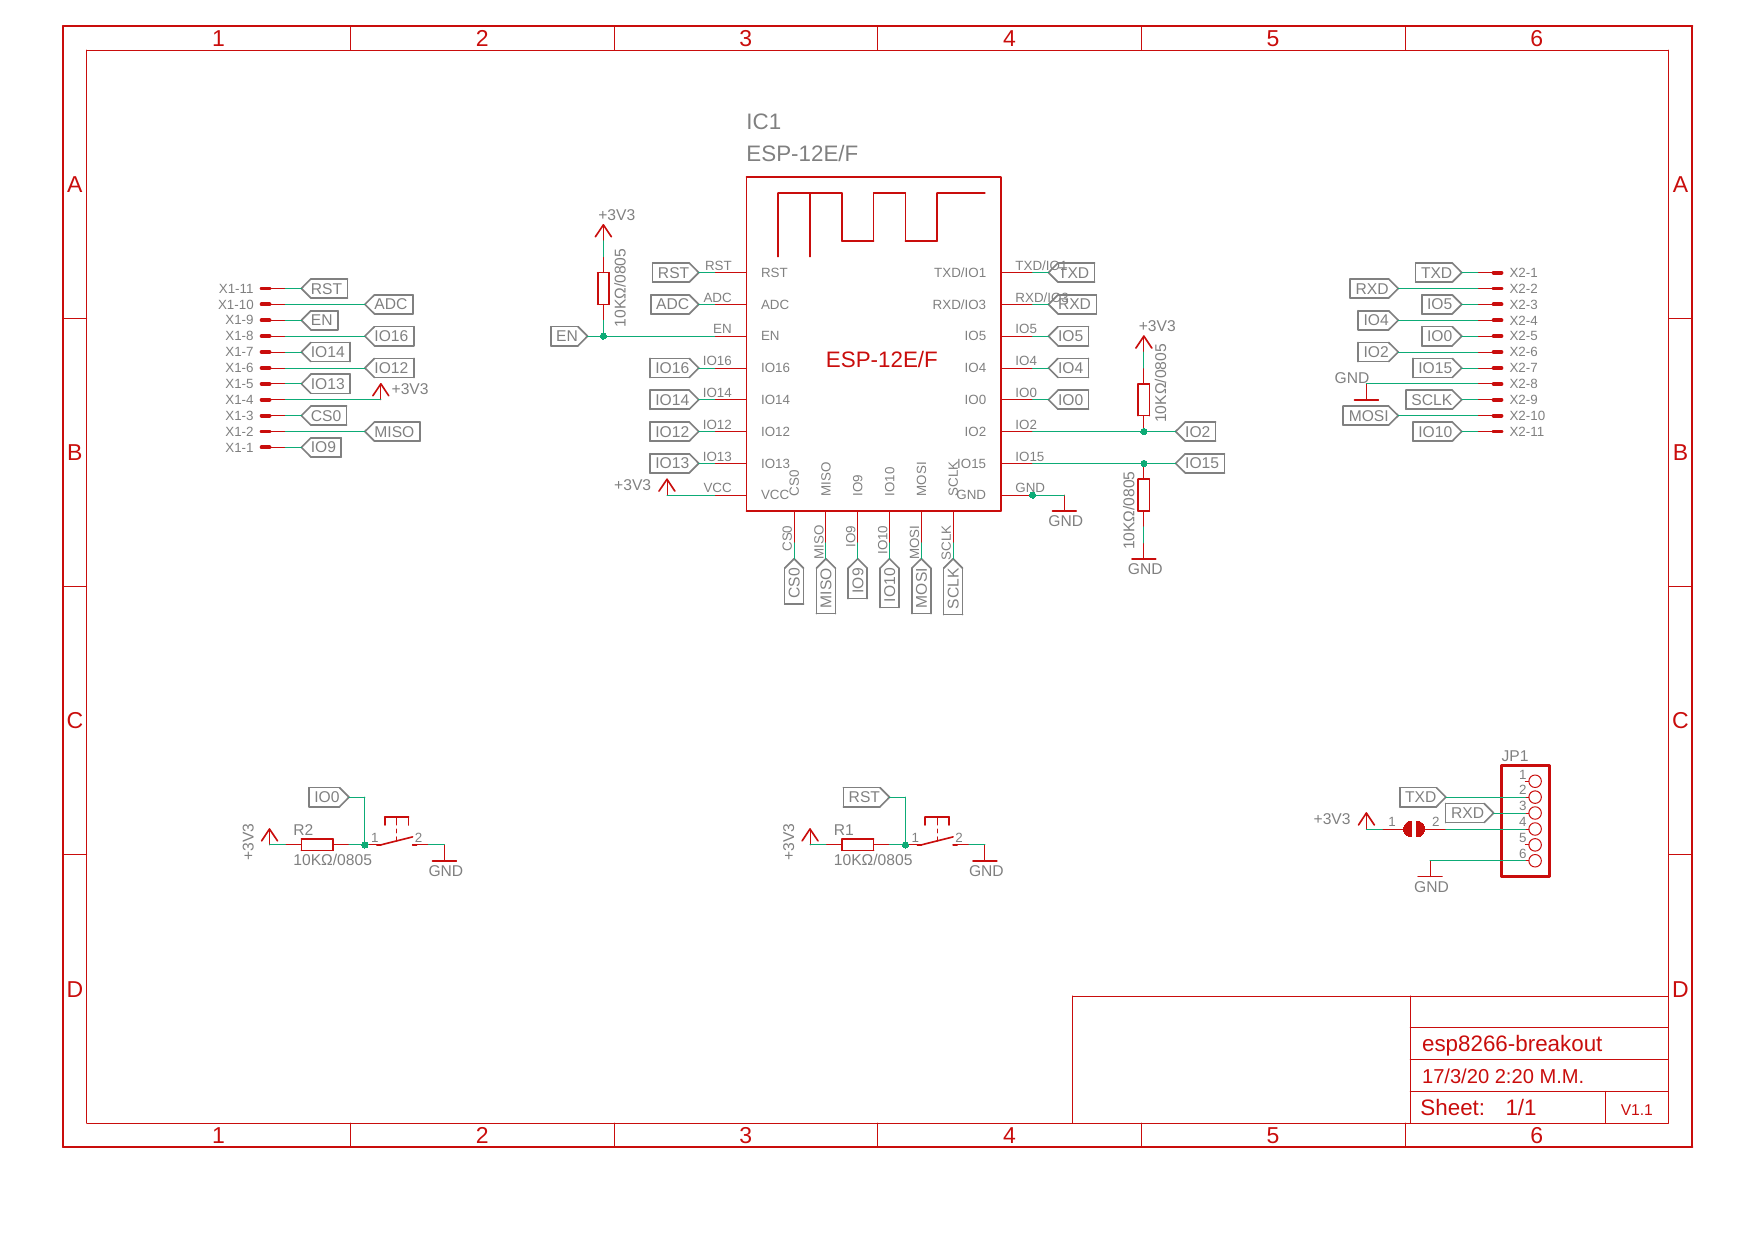 1 2 3 4 5 6
A A
B B
C C
D D
IC1
ESP-12E/F
+3V3
10KΩ/0805
RST RST RST
ADC ADC ADC
EN EN EN
IO16 IO16 IO16
IO14 IO14 IO14
IO12 IO12 IO12
IO13 IO13 IO13
+3V3 VCC VCC
ESP-12E/F
TXD/IO1 TXD/IO1 TXD
RXD/IO3 RXD/IO3 RXD
IO5 IO5 IO5
IO4 IO4 IO4
IO0 IO0 IO0
IO2 IO2 IO2
IO15 IO15 IO15
GND GND
GND
+3V3
10KΩ/0805
10KΩ/0805
GND
CS0 MISO IO9 IO10 MOSI SCLK
CS0 MISO IO9 IO10 MOSI SCLK
CS0 MISO IO9 IO10 MOSI SCLK
X1-11 RST
X1-10 ADC
X1-9 EN
X1-8 IO16
X1-7 IO14
X1-6 IO12
X1-5 IO13
X1-4 +3V3
X1-3 CS0
X1-2 MISO
X1-1 IO9
TXD X2-1
RXD X2-2
IO5 X2-3
IO4 X2-4
IO0 X2-5
IO2 X2-6
IO15 X2-7
GND X2-8
SCLK X2-9
MOSI X2-10
IO10 X2-11
IO0
+3V3
R2
1 2
10KΩ/0805
GND
RST
+3V3
R1
1 2
10KΩ/0805
GND
JP1
1
TXD 2
RXD 3
+3V3 1 2 4
5
6
GND
esp8266-breakout
17/3/20 2:20 M.M.
Sheet: 1/1 V1.1
1 2 3 4 5 6